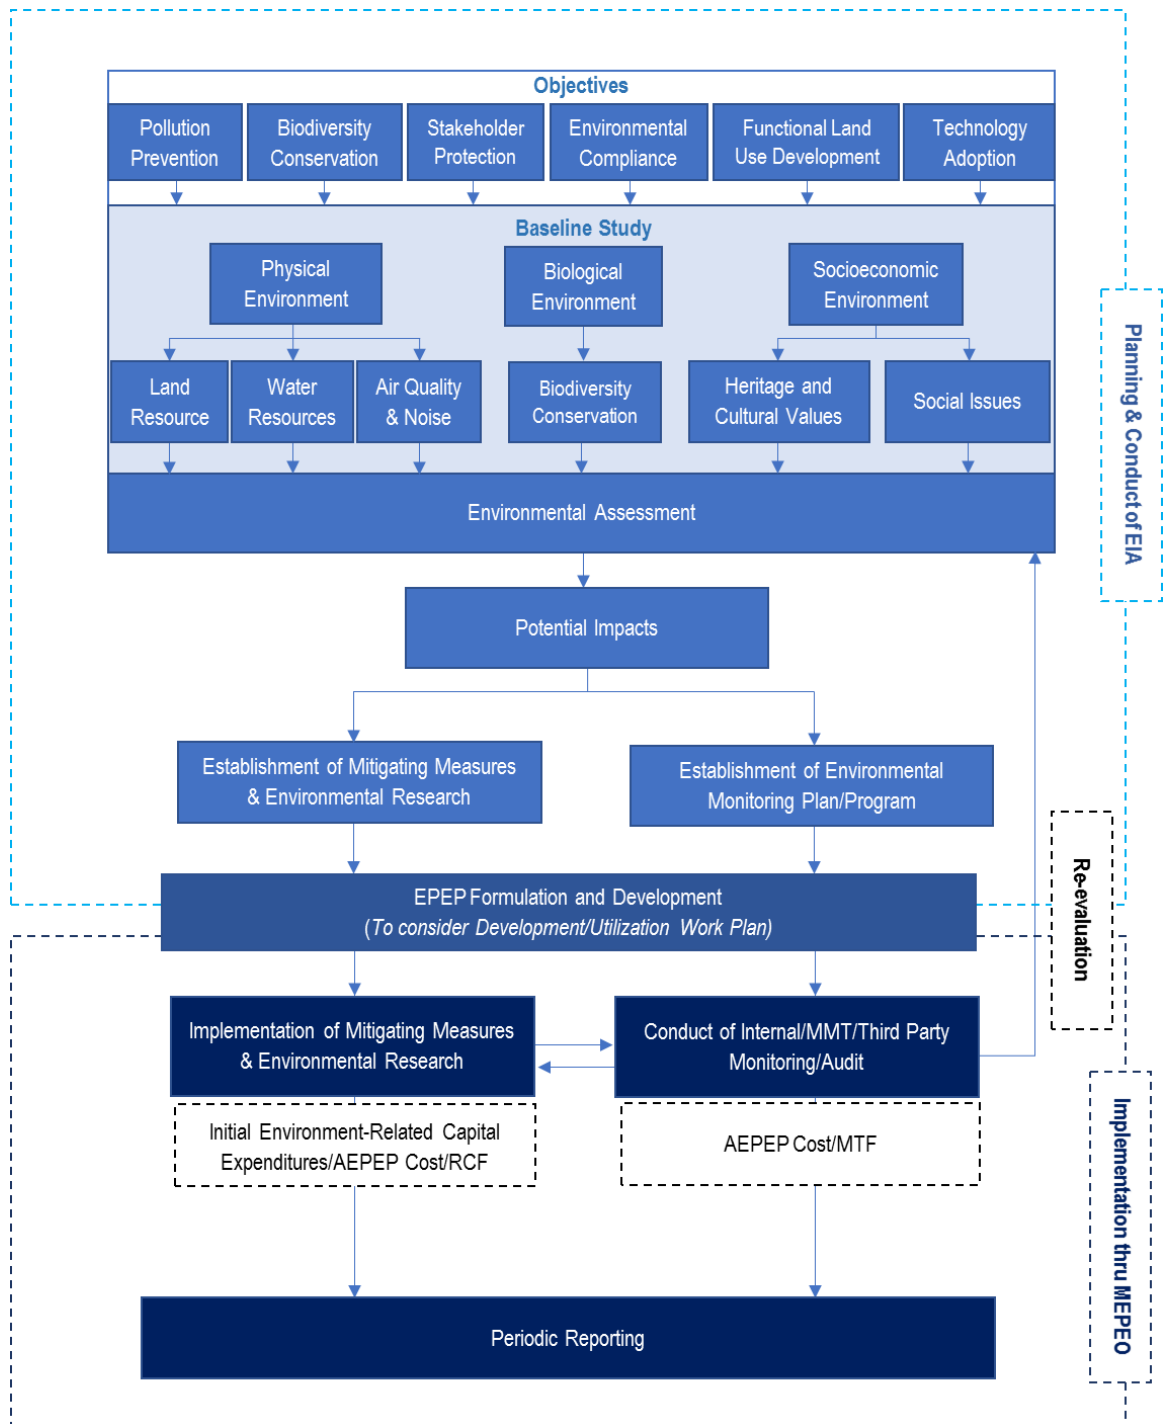 Objectives
Pollution
Prevention
Biodiversity
Conservation
Stakeholder
Protection
Environmental
Compliance
Functional Land
Use Development
Technology
Adoption
Baseline Study
Physical
Environment
Biological
Environment
Socioeconomic
Environment
Land
Resource
Water
Resources
Air Quality
& Noise
Biodiversity
Conservation
Heritage and
Cultural Values
Social Issues
Environmental Assessment
Planning & Conduct of EIA
Potential Impacts
Establishment of Mitigating Measures
& Environmental Research
Establishment of Environmental
Monitoring Plan/Program
Re-evaluation
EPEP Formulation and Development
(To consider Development/Utilization Work Plan)
Implementation of Mitigating Measures
& Environmental Research
Conduct of Internal/MMT/Third Party
Monitoring/Audit
Initial Environment-Related Capital
Expenditures/AEPEP Cost/RCF
AEPEP Cost/MTF
Implementation thru MEPEO
Periodic Reporting